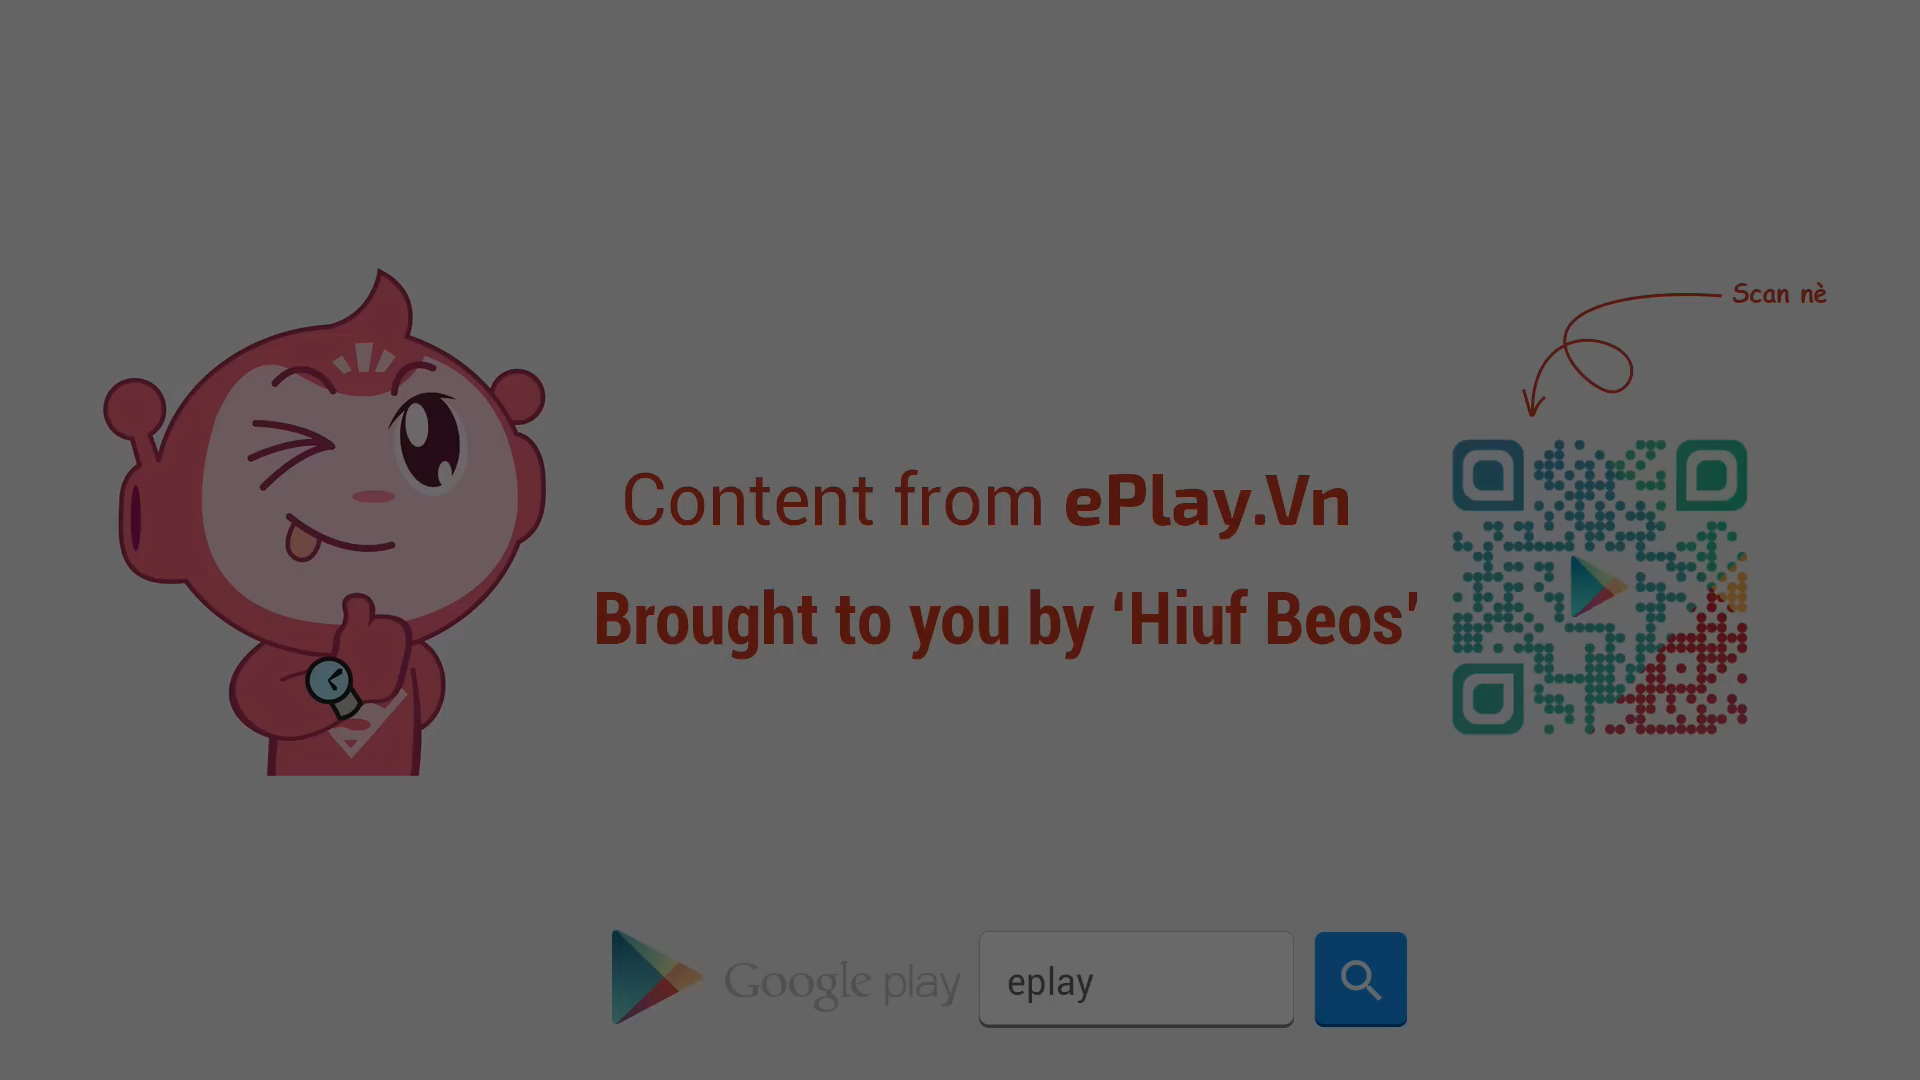 Scan nè
Content from ePlay.Vn
Brought to you by ‘Hiuf Beos’
Google play
eplay